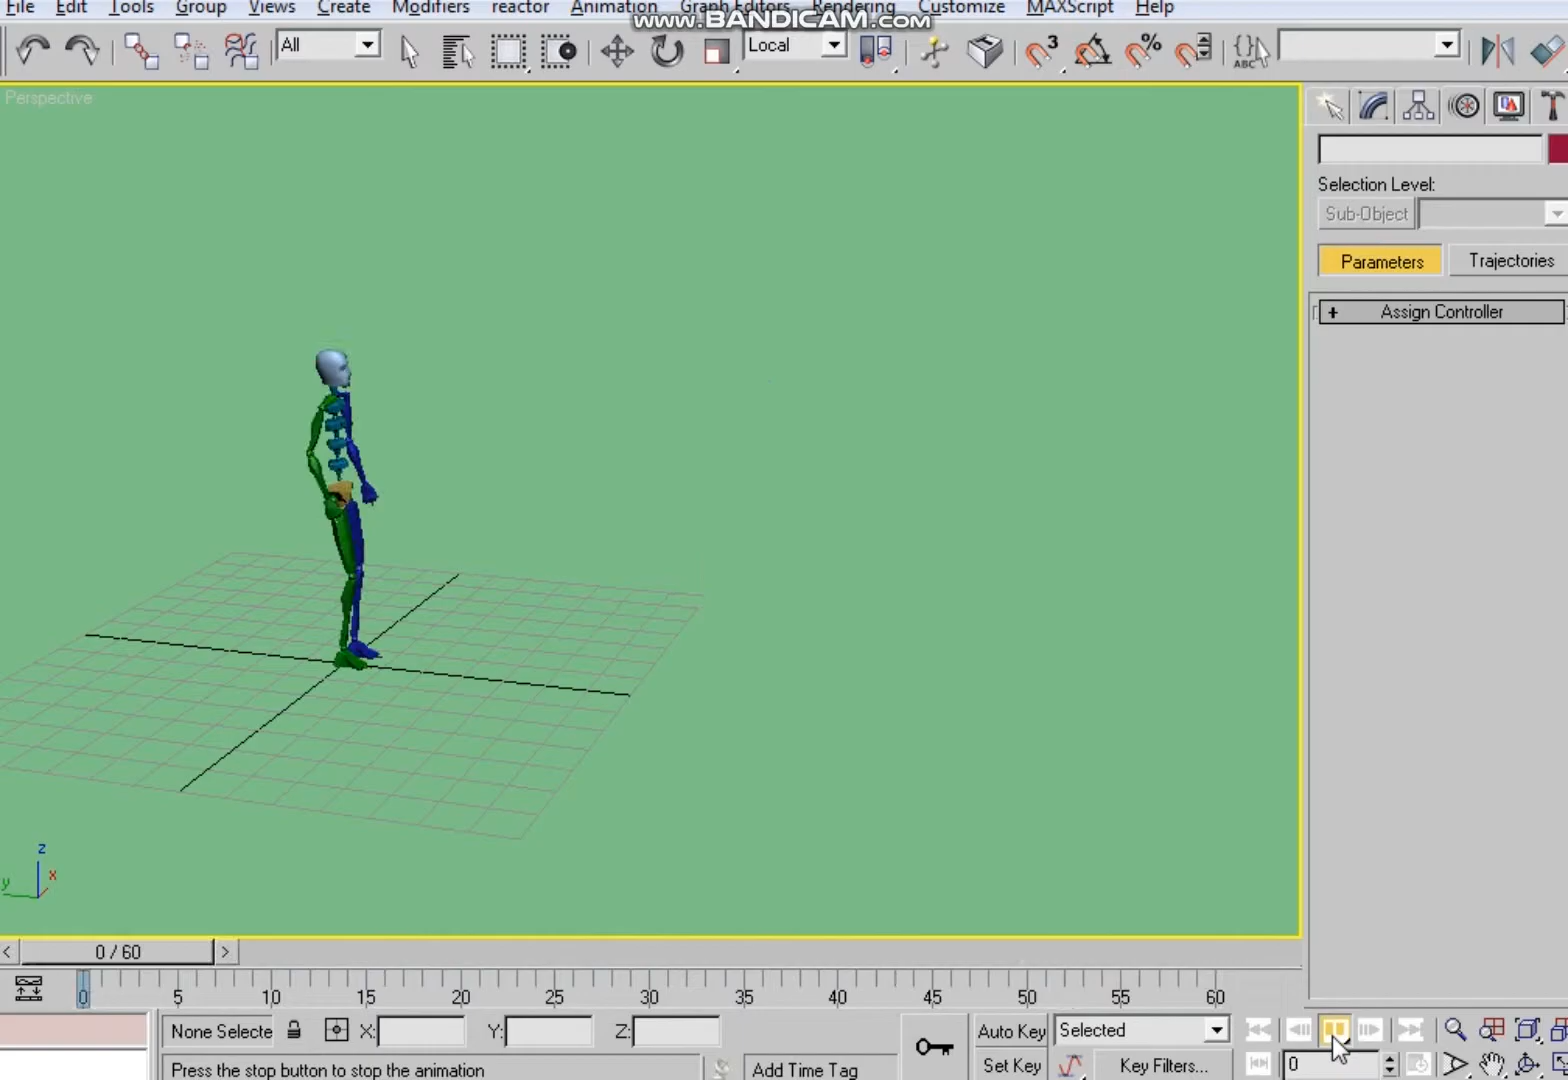 File Edit Tools Group Views Create Modifiers reactor Animation Graph Editors Rendering Customize MAXScript Help
www.BANDICAM.com
All
Local
3
%
ABC
Perspective
Selection Level:
Sub-Object
Parameters Trajectories
+ Assign Controller
z
x
y
< 0 / 60 >
0 5 10 15 20 25 30 35 40 45 50 55 60
None Selecte X: Y: Z: Auto Key Selected
Press the stop button to stop the animation Add Time Tag Set Key Key Filters... 0